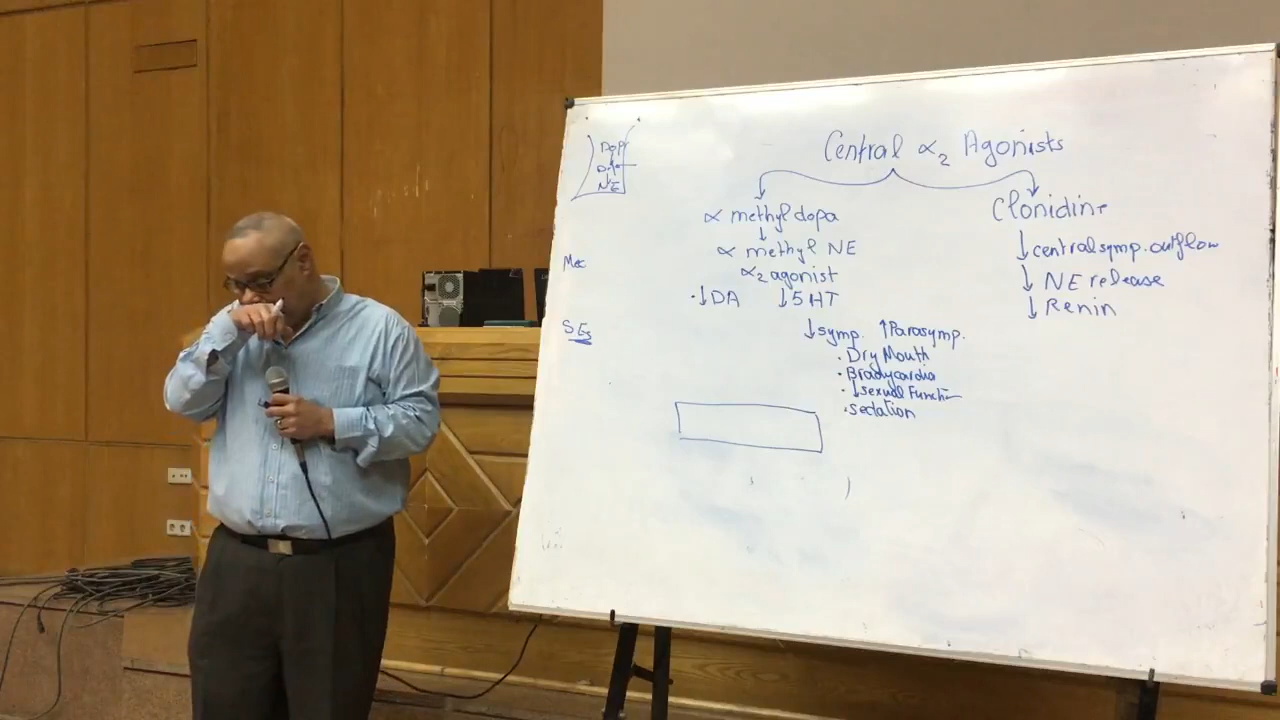 Central α₂ Agonists
α methyl dopa
↓
α methyl NE
α₂ agonist
· ↓ DA ↓ 5HT
Clonidine
↓ central symp. outflow
↓ NE release
↓ Renin
SEs
↓ symp. ↑ Parasymp.
· Dry Mouth
· Bradycardia
· ↓ sexual Function
· Sedation
NE